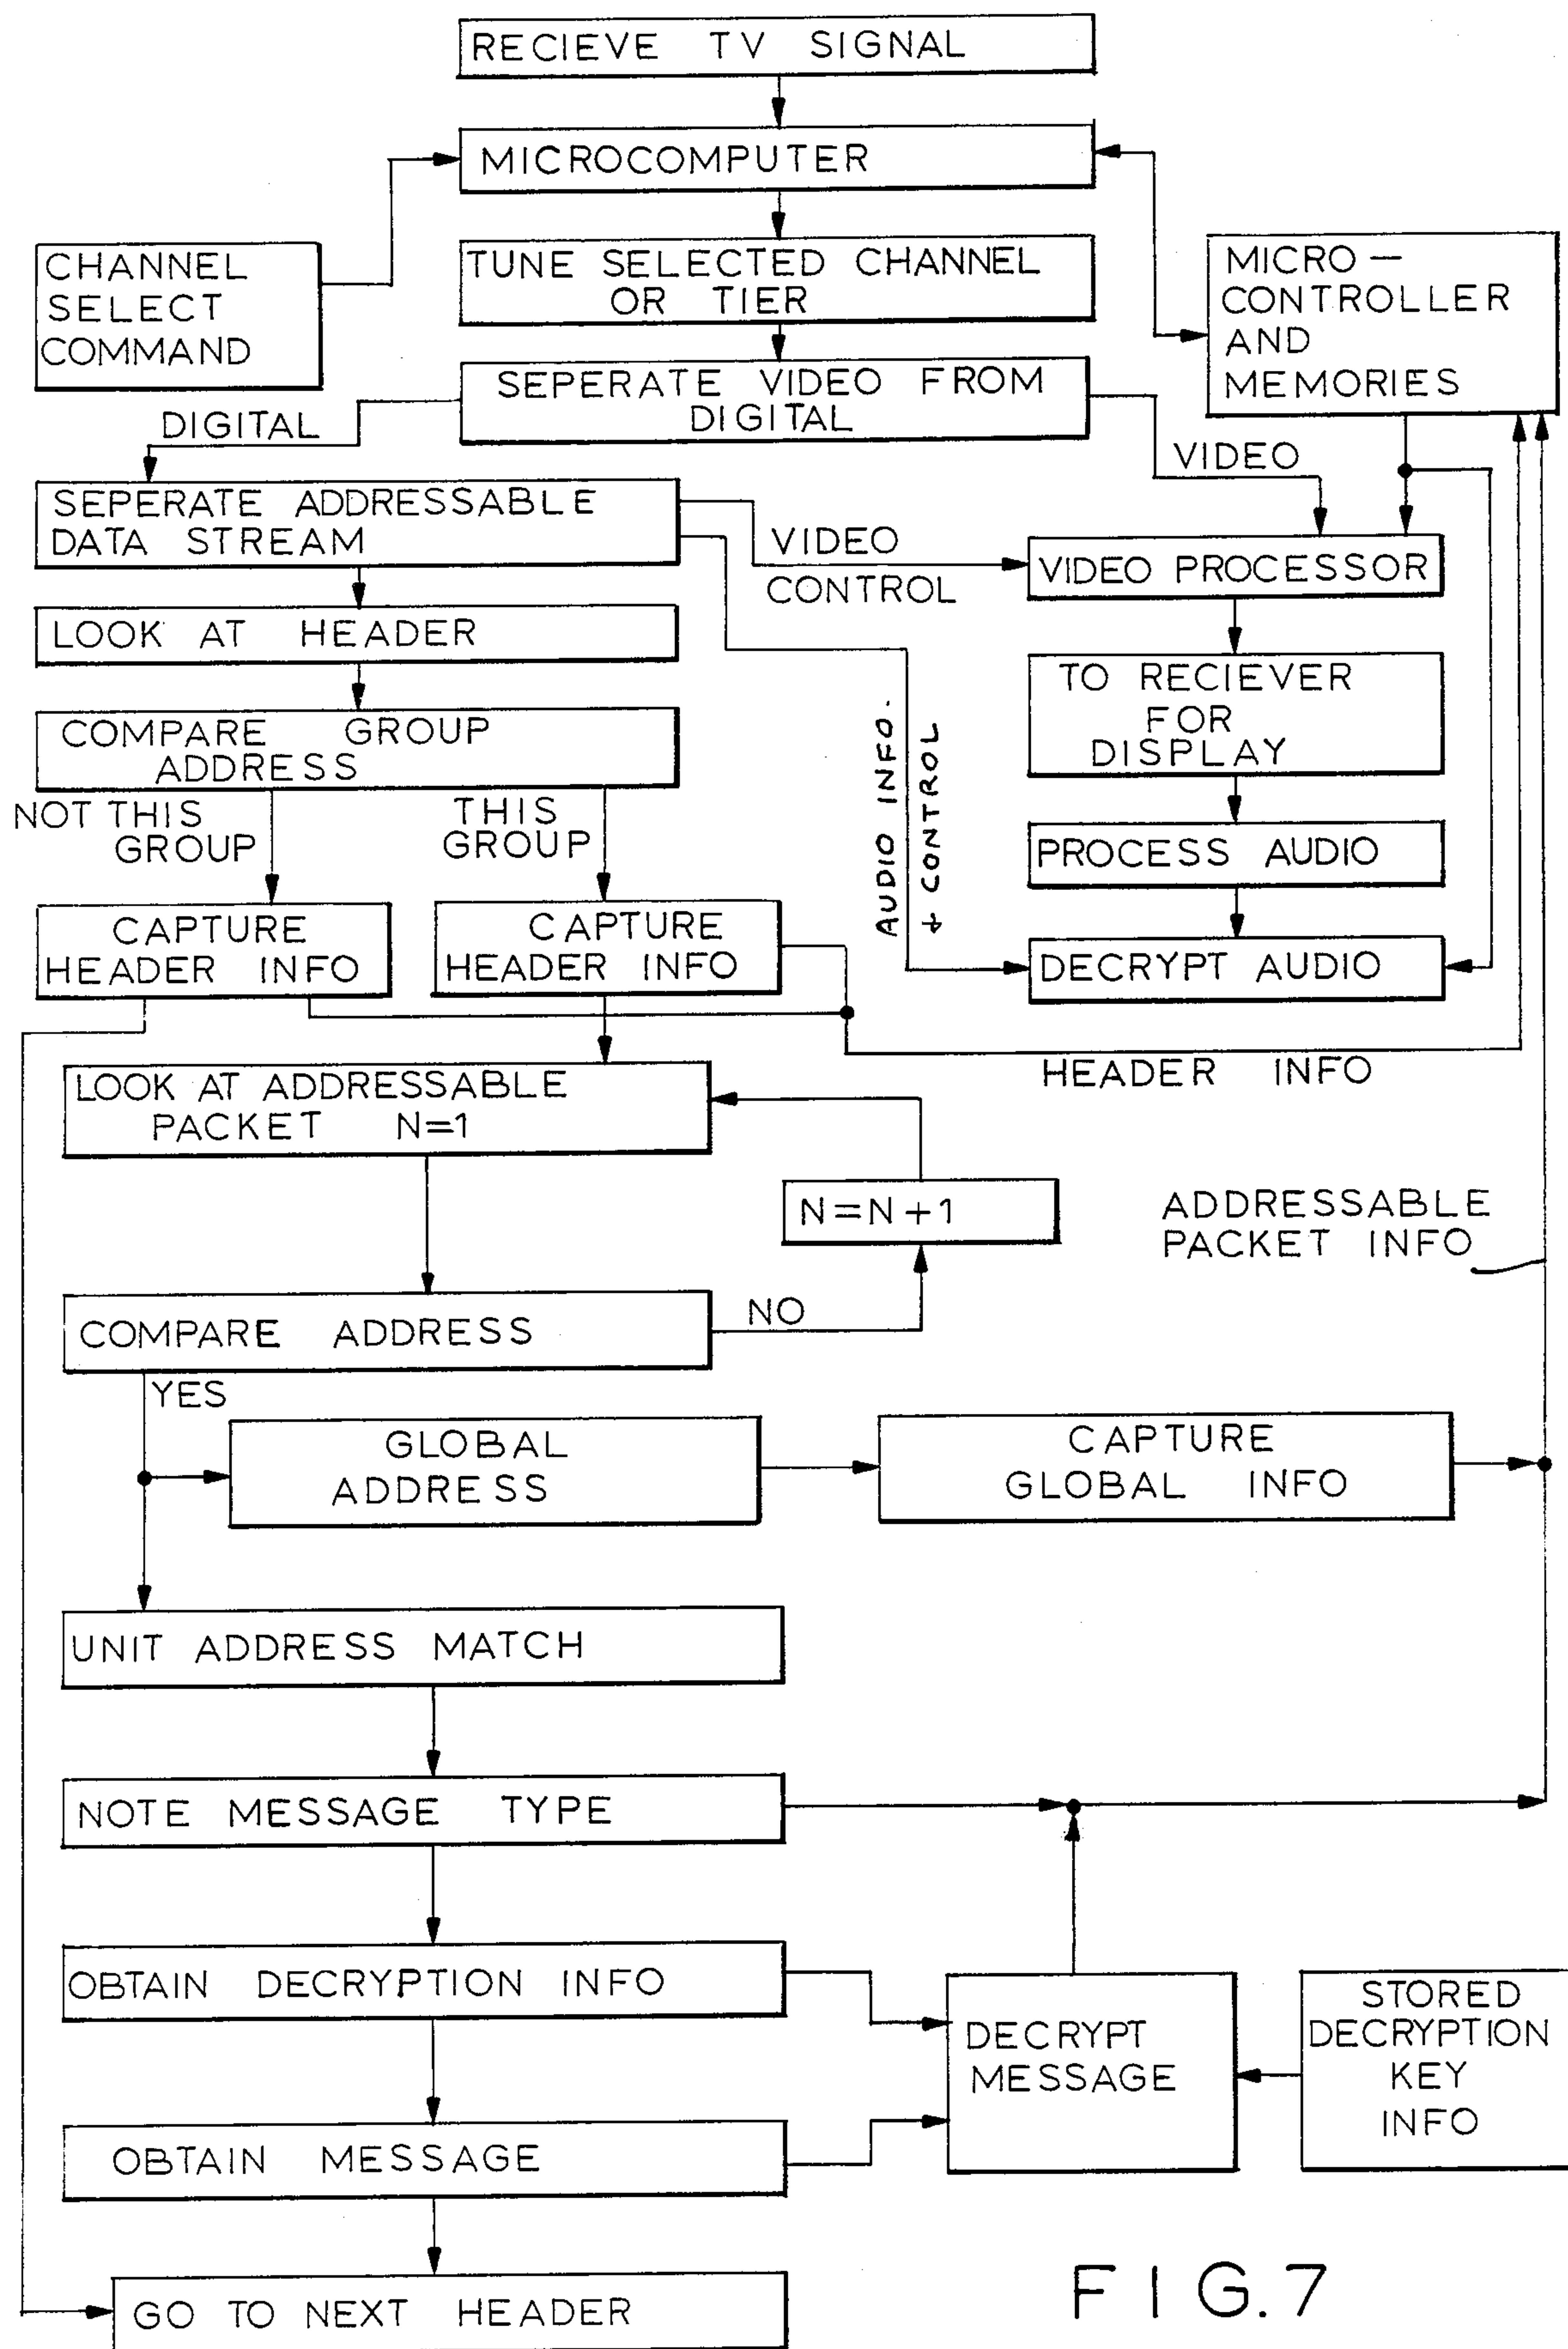 RECIEVE TV SIGNAL
MICROCOMPUTER
CHANNEL
SELECT
COMMAND
TUNE SELECTED CHANNEL
OR TIER
MICRO —
CONTROLLER
AND
MEMORIES
SEPERATE VIDEO FROM
DIGITAL
DIGITAL
VIDEO
SEPERATE ADDRESSABLE
DATA STREAM
VIDEO
CONTROL
VIDEO PROCESSOR
LOOK AT HEADER
TO RECIEVER
FOR
DISPLAY
COMPARE GROUP
ADDRESS
AUDIO INFO.
+ CONTROL
NOT THIS
GROUP
THIS
GROUP
PROCESS AUDIO
CAPTURE
HEADER INFO
CAPTURE
HEADER INFO
DECRYPT AUDIO
HEADER INFO
LOOK AT ADDRESSABLE
PACKET N=1
N=N+1
ADDRESSABLE
PACKET INFO
COMPARE ADDRESS
NO
YES
GLOBAL
ADDRESS
CAPTURE
GLOBAL INFO
UNIT ADDRESS MATCH
NOTE MESSAGE TYPE
OBTAIN DECRYPTION INFO
DECRYPT
MESSAGE
STORED
DECRYPTION
KEY
INFO
OBTAIN MESSAGE
GO TO NEXT HEADER
FIG.7